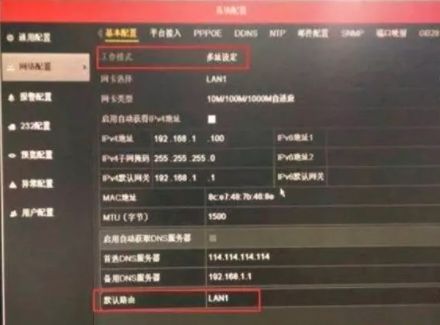 系统配置
通用配置
网络配置
报警配置
232配置
预览配置
异常配置
用户配置
基本配置 平台接入 PPPOE DDNS NTP 邮件配置 SNMP 端口映射 GB28
工作模式 多址设定
网卡选择 LAN1
网卡类型 10M/100M/1000M自适应
启用自动获得IPv4地址
IPv4地址 192 .168 .1 .100 IPv6地址1
IPv4子网掩码 255 .255 .255 .0 IPv6地址2
IPv4默认网关 192 .168 .1 .1 IPv6默认网关
MAC地址
MTU（字节） 1500
启用自动获取DNS服务器
首选DNS服务器 114.114.114.114
备用DNS服务器 192.168.1.1
默认路由 LAN1